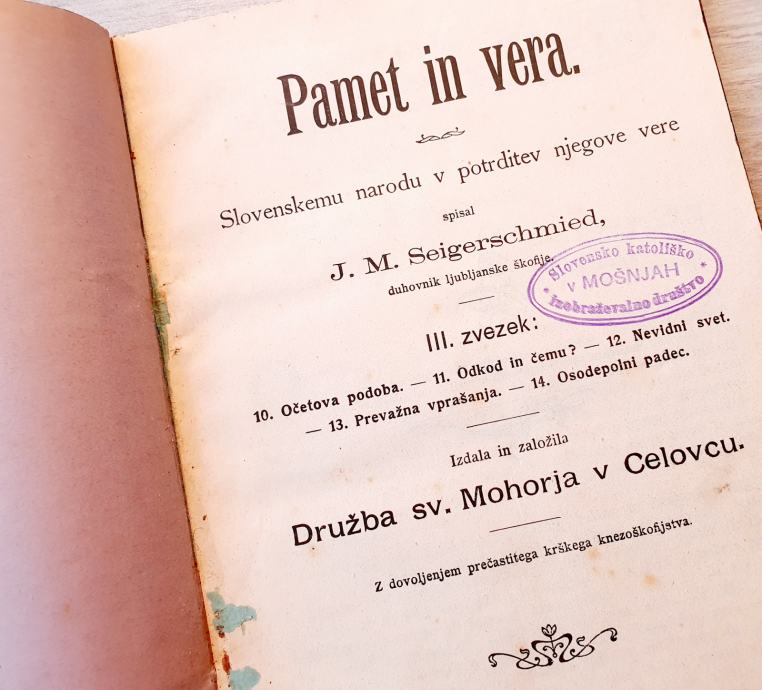 Pamet in vera.
Slovenskemu narodu v potrditev njegove vere
spisal
J. M. Seigerschmied,
duhovnik ljubljanske škofije.
Slovensko katoliško
v MOŠNJAH
izobraževalno društvo
III. zvezek:
10. Očetova podoba. — 11. Odkod in čemu? — 12. Nevidni svet.
— 13. Prevažna vprašanja. — 14. Osodepolni padec.
Izdala in založila
Družba sv. Mohorja v Celovcu.
Z dovoljenjem prečastitega krškega knezoškofijstva.